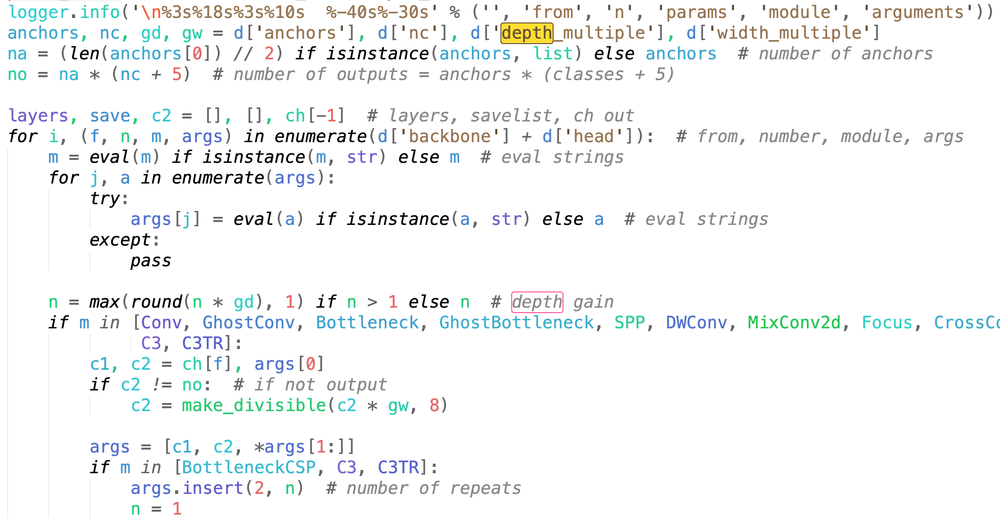 logger.info('\n%3s%18s%3s%10s  %-40s%-30s' % ('', 'from', 'n', 'params', 'module', 'arguments'))
anchors, nc, gd, gw = d['anchors'], d['nc'], d['depth_multiple'], d['width_multiple']
na = (len(anchors[0]) // 2) if isinstance(anchors, list) else anchors  # number of anchors
no = na * (nc + 5)  # number of outputs = anchors * (classes + 5)
layers, save, c2 = [], [], ch[-1]  # layers, savelist, ch out
for i, (f, n, m, args) in enumerate(d['backbone'] + d['head']):  # from, number, module, args
    m = eval(m) if isinstance(m, str) else m  # eval strings
    for j, a in enumerate(args):
        try:
            args[j] = eval(a) if isinstance(a, str) else a  # eval strings
        except:
            pass
    n = max(round(n * gd), 1) if n > 1 else n  # depth gain
    if m in [Conv, GhostConv, Bottleneck, GhostBottleneck, SPP, DWConv, MixConv2d, Focus,
             C3, C3TR]:
        c1, c2 = ch[f], args[0]
        if c2 != no:  # if not output
            c2 = make_divisible(c2 * gw, 8)
        args = [c1, c2, *args[1:]]
        if m in [BottleneckCSP, C3, C3TR]:
            args.insert(2, n)  # number of repeats
            n = 1